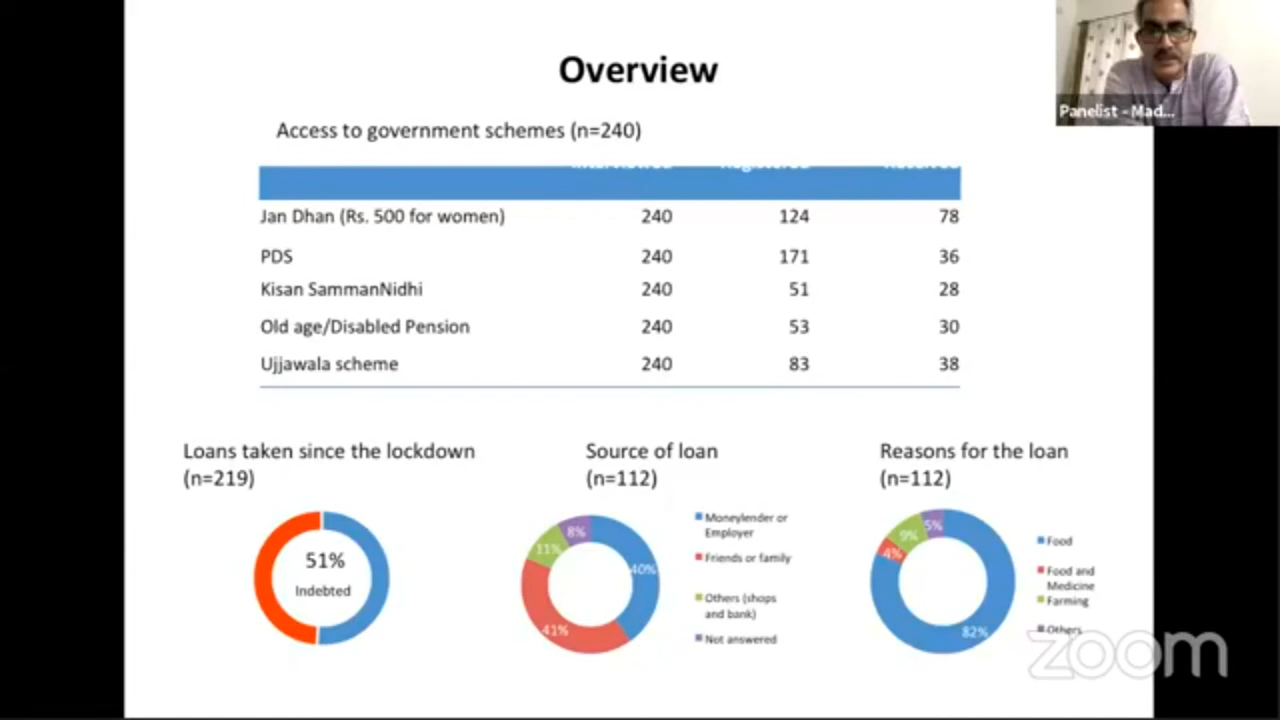 Overview
Panelist - Mad...
Access to government schemes (n=240)
Interviewed Registered Received
Jan Dhan (Rs. 500 for women) 240 124 78
PDS 240 171 36
Kisan SammanNidhi 240 51 28
Old age/Disabled Pension 240 53 30
Ujjawala scheme 240 83 38
Loans taken since the lockdown
(n=219)
51%
Indebted
Source of loan
(n=112)
8%
11%
40%
41%
Moneylender or
Employer
Friends or family
Others (shops
and bank)
Not answered
Reasons for the loan
(n=112)
5%
9%
4%
82%
Food
Food and
Medicine
Farming
Others
zoom